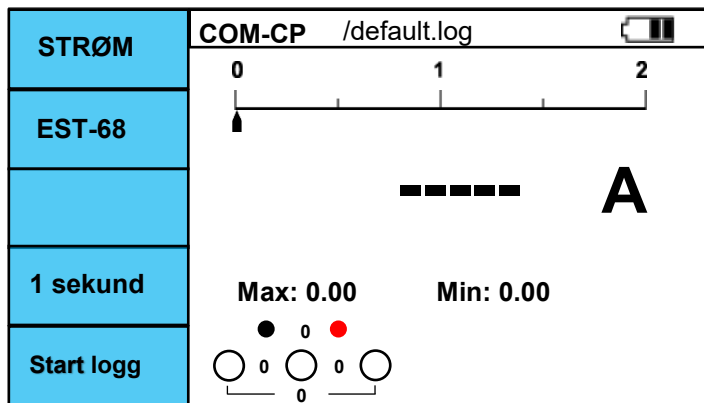 STRØM
EST-68
1 sekund
Start logg
COM-CP /default.log
0 1 2
----- A
Max: 0.00 Min: 0.00
0
0 0
0